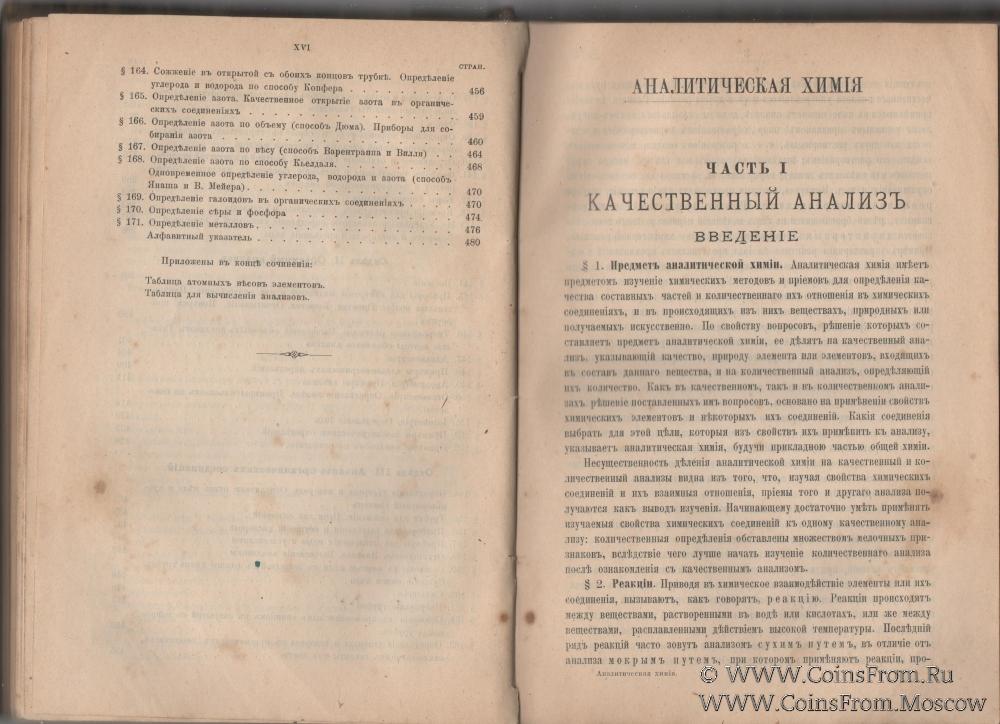 XVI
СТРАН.
§ 164. Сожженіе въ открытой съ обоихъ концовъ трубкѣ. Опредѣленіе
углерода и водорода по способу Копфера . . . . . . . . . 456
§ 165. Опредѣленіе азота. Качественное открытіе азота въ органиче-
скихъ соединеніяхъ . . . . . . . . . . . . . . . . 459
§ 166. Опредѣленіе азота по объему (способъ Дюма). Приборы для со-
биранія азота . . . . . . . . . . . . . . . . . . 460
§ 167. Опредѣленіе азота по вѣсу (способъ Варентраппа и Вилля) . . 464
§ 168. Опредѣленіе азота по способу Кьелдаля. . . . . . . . . . 468
Одновременное опредѣленіе углерода, водорода и азота (способъ
Янаша и В. Мейера) . . . . . . . . . . . . . . . . 470
§ 169. Опредѣленіе галоидовъ въ органическихъ соединеніяхъ . . . . 470
§ 170. Опредѣленіе сѣры и фосфора . . . . . . . . . . . . . 474
§ 171. Опредѣленіе металловъ . . . . . . . . . . . . . . . 476
Алфавитный указатель . . . . . . . . . . . . . . . 480
Приложены въ концѣ сочиненія:
Таблица атомныхъ вѣсовъ элементовъ.
Таблица для вычисленія анализовъ.
АНАЛИТИЧЕСКАЯ ХИМІЯ
ЧАСТЬ I
КАЧЕСТВЕННЫЙ АНАЛИЗЪ
ВВЕДЕНІЕ
§ 1. Предметъ аналитической химіи. Аналитическая химія имѣетъ
предметомъ изученіе химическихъ методовъ и пріемовъ для опредѣленія ка-
чества составныхъ частей и количественнаго ихъ отношенія въ химическихъ
соединеніяхъ, и въ происходящихъ изъ нихъ веществахъ, природныхъ или
получаемыхъ искусственно. По свойству вопросовъ, рѣшеніе которыхъ со-
ставляетъ предметъ аналитической химіи, ее дѣлятъ на качественный ана-
лизъ, указывающій качество, природу элемента или элементовъ, входящихъ
въ составъ даннаго вещества, и на количественный анализъ, опредѣляющій
ихъ количество. Какъ въ качественномъ, такъ и въ количественномъ анали-
захъ рѣшеніе поставленныхъ имъ вопросовъ, основано на примѣненіи свойствъ
химическихъ элементовъ и нѣкоторыхъ ихъ соединеній. Какія соединенія
выбрать для этой цѣли, которыя изъ свойствъ ихъ примѣнить къ анализу,
указываетъ аналитическая химія, будучи прикладною частью общей химіи.
Несущественность дѣленія аналитической химіи на качественный и ко-
личественный анализы видна изъ того, что, изучая свойства химическихъ
соединеній и ихъ взаимныя отношенія, пріемы того и другаго анализа по-
лучаются какъ выводъ изученія. Начинающему достаточно умѣть примѣнять
изучаемыя свойства химическихъ соединеній къ одному качественному ана-
лизу: количественныя опредѣленія обставлены множествомъ мелочныхъ при-
знаковъ, вслѣдствіе чего лучше начать изученіе количественнаго анализа
послѣ ознакомленія съ качественнымъ анализомъ.
§ 2. Реакціи. Приводя въ химическое взаимодѣйствіе элементы или ихъ
соединенія, вызываютъ, какъ говорятъ, реакцію. Реакціи происходятъ
между веществами, растворенными въ водѣ или кислотахъ, или же между
веществами, расплавленными дѣйствіемъ высокой температуры. Послѣдній
рядъ реакцій часто зовутъ анализомъ сухимъ путемъ, въ отличіе отъ
анализа мокрымъ путемъ, при которомъ примѣняютъ реакціи, про-
Аналитическая химія.
© WWW.CoinsFrom.Ru
WWW.CoinsFrom.Moscow